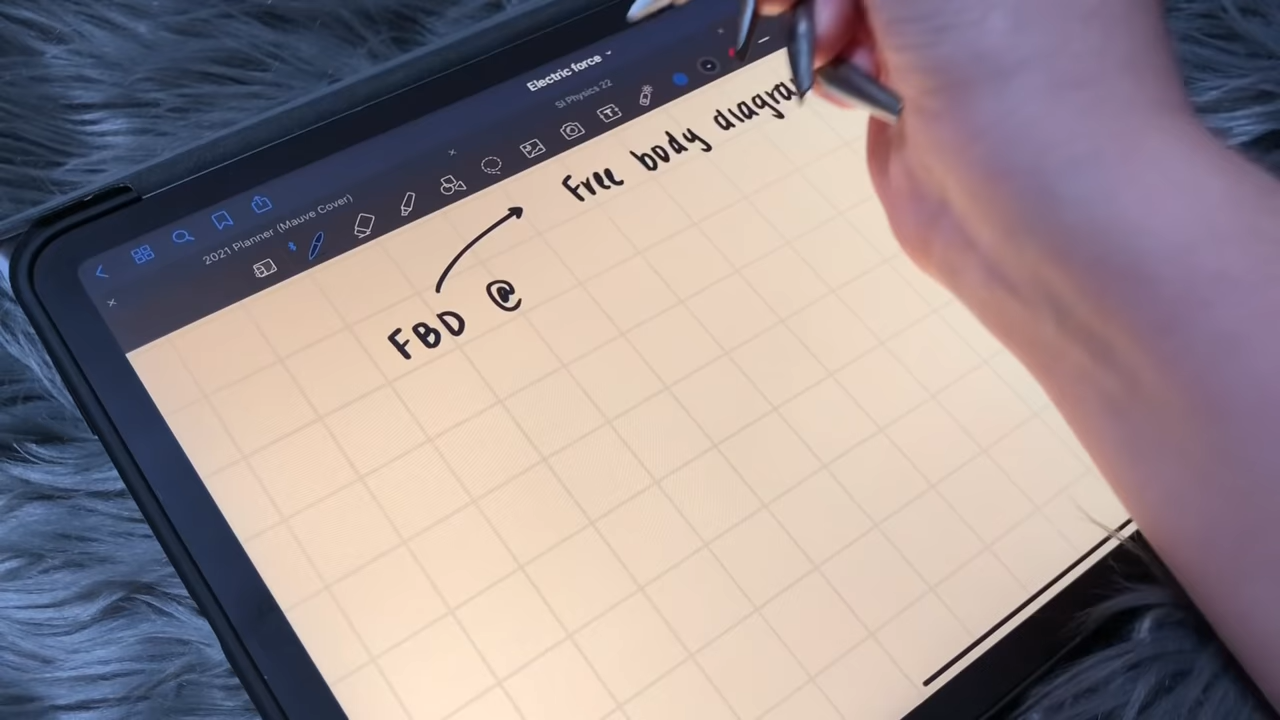 Electric force
SI Physics 22
2021 Planner (Mauve Cover)
Free body diagra
FBD @